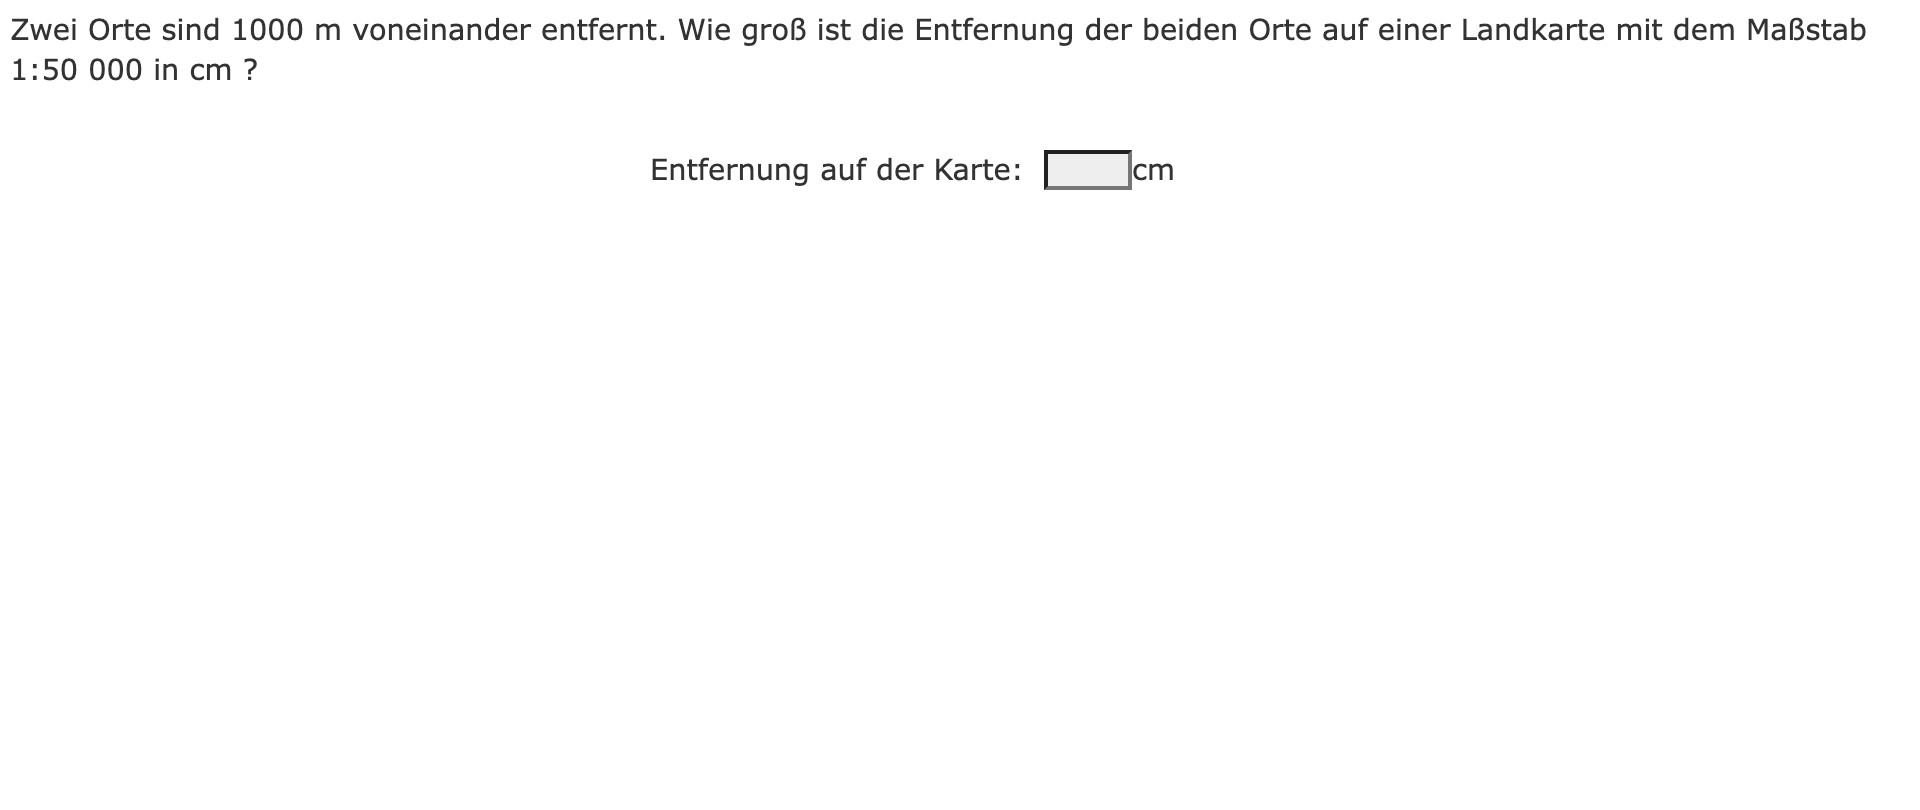 Zwei Orte sind 1000 m voneinander entfernt. Wie groß ist die Entfernung der beiden Orte auf einer Landkarte mit dem Maßstab
1:50 000 in cm ?
Entfernung auf der Karte: cm